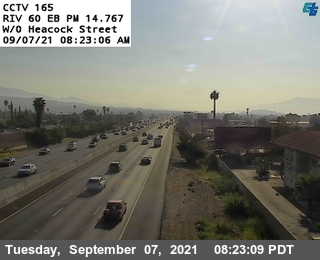 CCTV 165
RIV 60 EB PM 14.767
W/O Heacock Street
09/07/21 08:23:06 AM
Tuesday, September 07, 2021 08:23:09 PDT